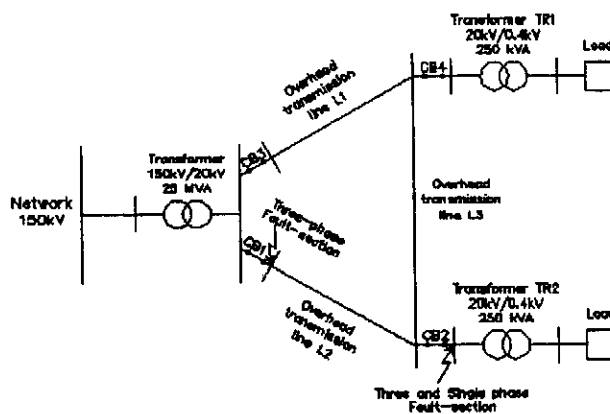 Transformer TR1
20kV/0.4kV
250 kVA
Load
CB4
Overhead
transmission
line L1
CB3
Transformer
150kV/20kV
25 MVA
Network
150kV
Three-phase
Fault-section
CB1
Overhead
transmission
line L3
Overhead
transmission
line L2
Transformer TR2
20kV/0.4kV
250 kVA
Load
CB2
Three and Single phase
Fault-section